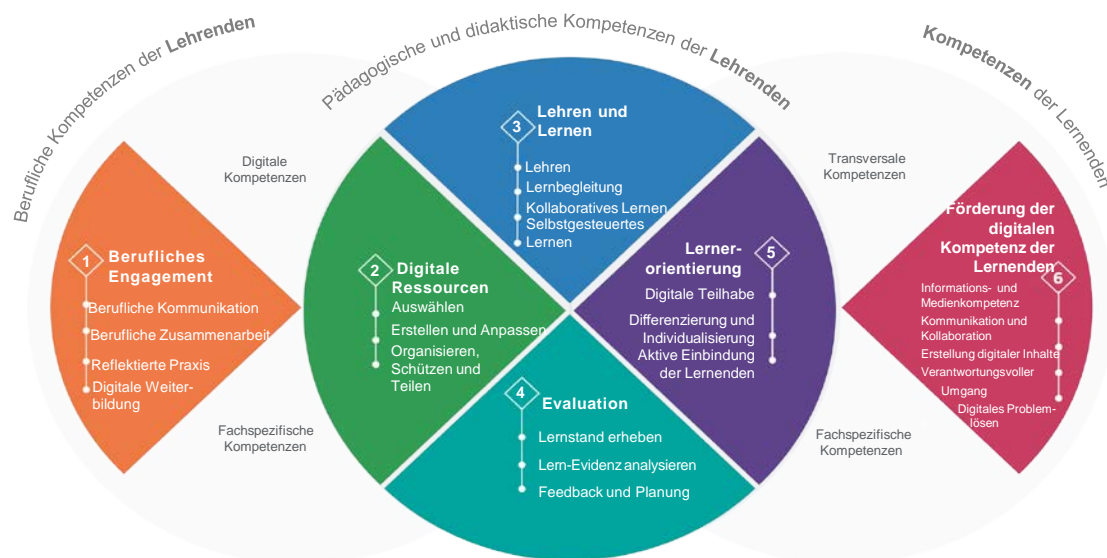 Berufliche Kompetenzen der Lehrenden
Pädagogische und didaktische Kompetenzen der Lehrenden
Kompetenzen der Lernenden
Digitale
Kompetenzen
Fachspezifische
Kompetenzen
Transversale
Kompetenzen
Fachspezifische
Kompetenzen
1
Berufliches
Engagement
Berufliche Kommunikation
Berufliche Zusammenarbeit
Reflektierte Praxis
Digitale Weiter-
bildung
2
Digitale
Ressourcen
Auswählen
Erstellen und Anpassen
Organisieren,
Schützen und
Teilen
3
Lehren und
Lernen
Lehren
Lernbegleitung
Kollaboratives Lernen
Selbstgesteuertes
Lernen
4
Evaluation
Lernstand erheben
Lern-Evidenz analysieren
Feedback und Planung
5
Lerner-
orientierung
Digitale Teilhabe
Differenzierung und
Individualisierung
Aktive Einbindung
der Lernenden
6
Förderung der
digitalen
Kompetenz der
Lernenden
Informations- und
Medienkompetenz
Kommunikation und
Kollaboration
Erstellung digitaler Inhalte
Verantwortungsvoller
Umgang
Digitales Problem-
lösen